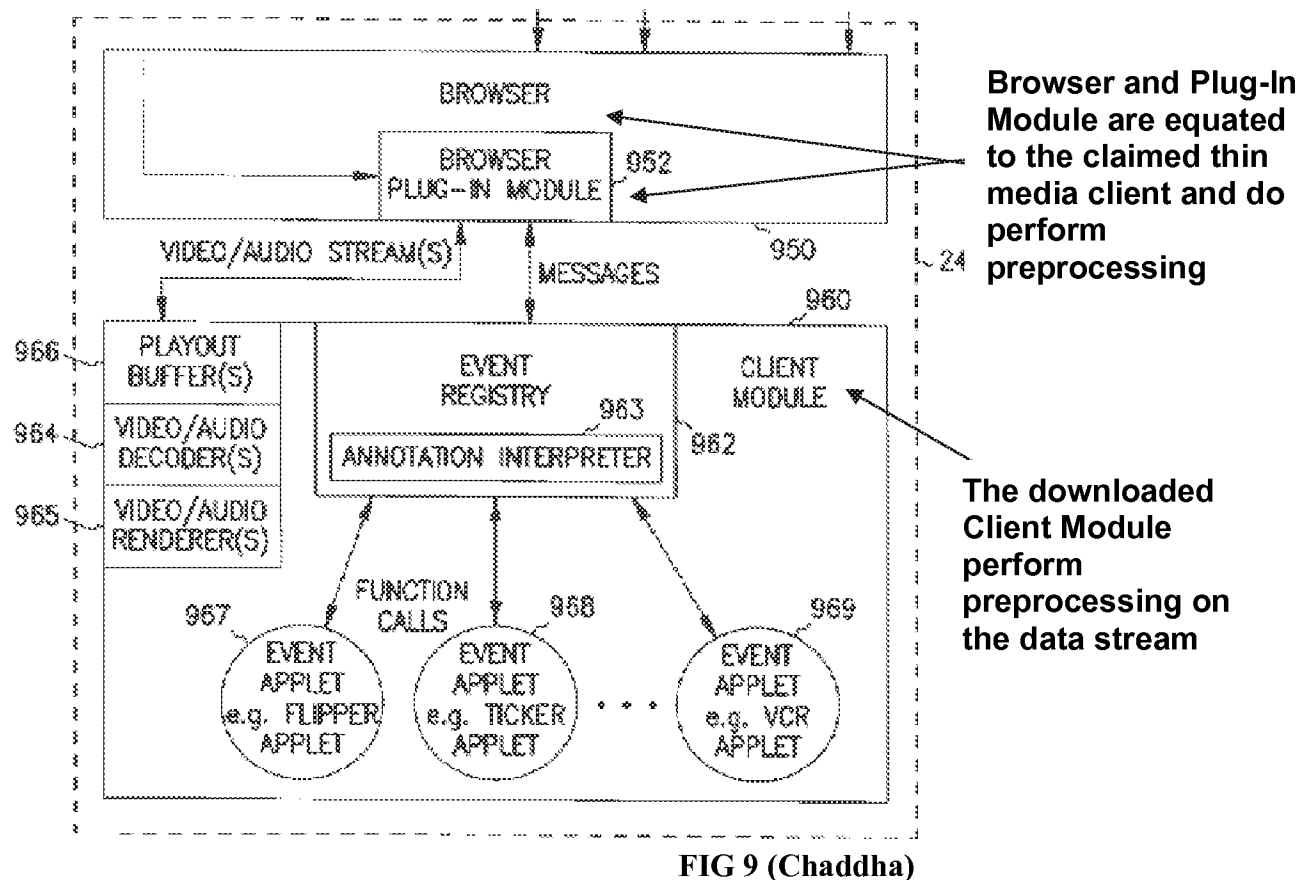 BROWSER
BROWSER
PLUG-IN MODULE
952
950
Browser and Plug-In
Module are equated
to the claimed thin
media client and do
perform
preprocessing
VIDEO/AUDIO STREAM(S)
MESSAGES
24
960
966
PLAYOUT
BUFFER(S)
964
VIDEO/AUDIO
DECODER(S)
965
VIDEO/AUDIO
RENDERER(S)
EVENT
REGISTRY
963
ANNOTATION INTERPRETER
962
CLIENT
MODULE
The downloaded
Client Module
perform
preprocessing on
the data stream
FUNCTION
CALLS
967
EVENT
APPLET
e.g. FLIPPER
APPLET
968
EVENT
APPLET
e.g. TICKER
APPLET
969
EVENT
APPLET
e.g. VCR
APPLET
FIG 9 (Chaddha)